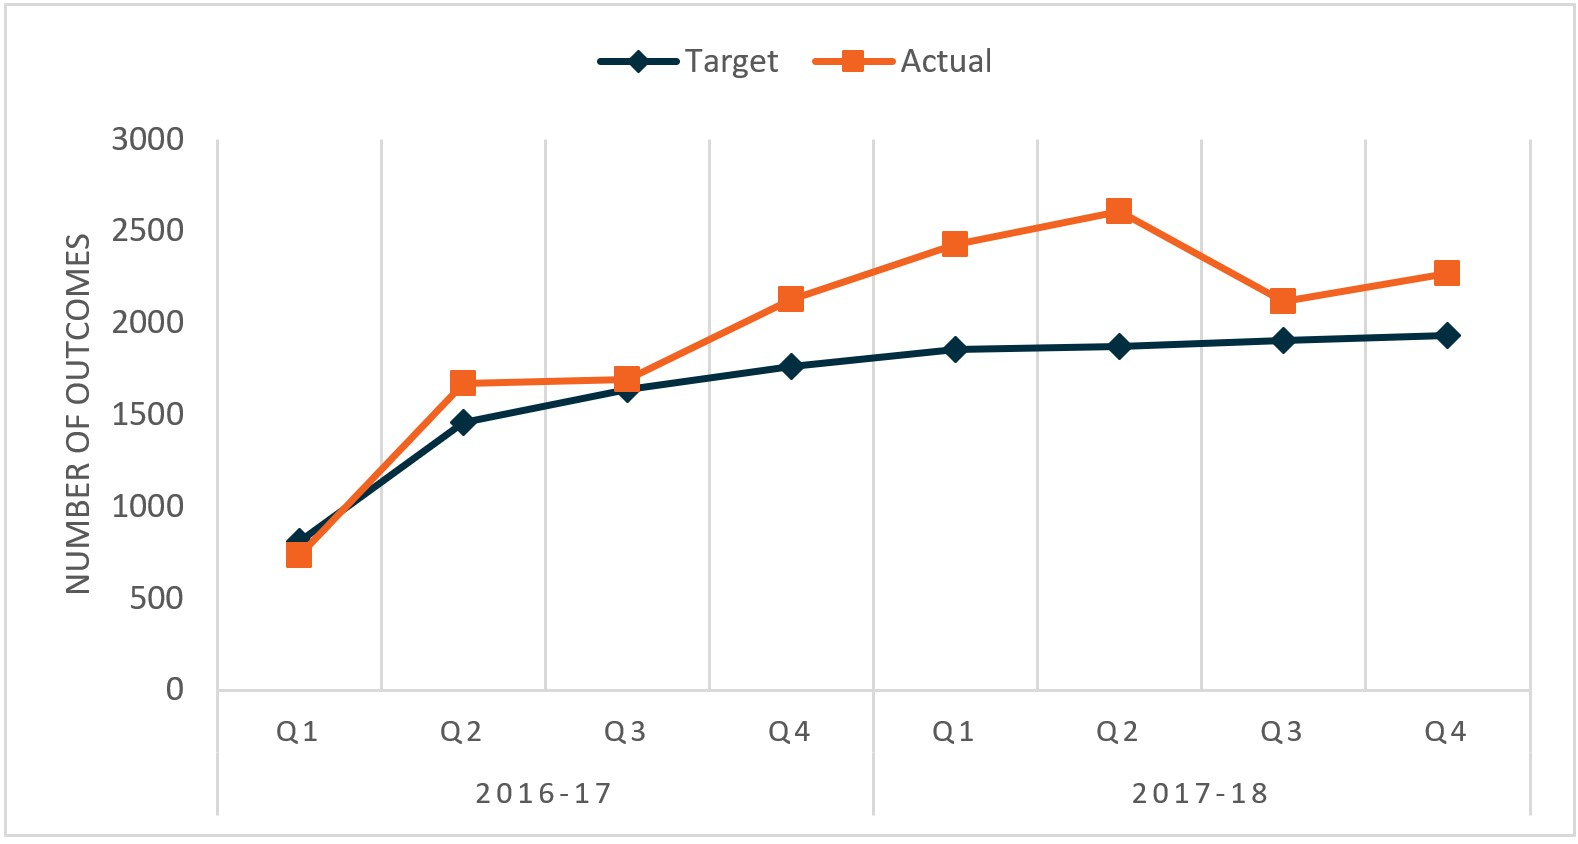 Target Actual
3000
2500
2000
1500
1000
500
0
NUMBER OF OUTCOMES
Q1 Q2 Q3 Q4 Q1 Q2 Q3 Q4
2016-17 2017-18